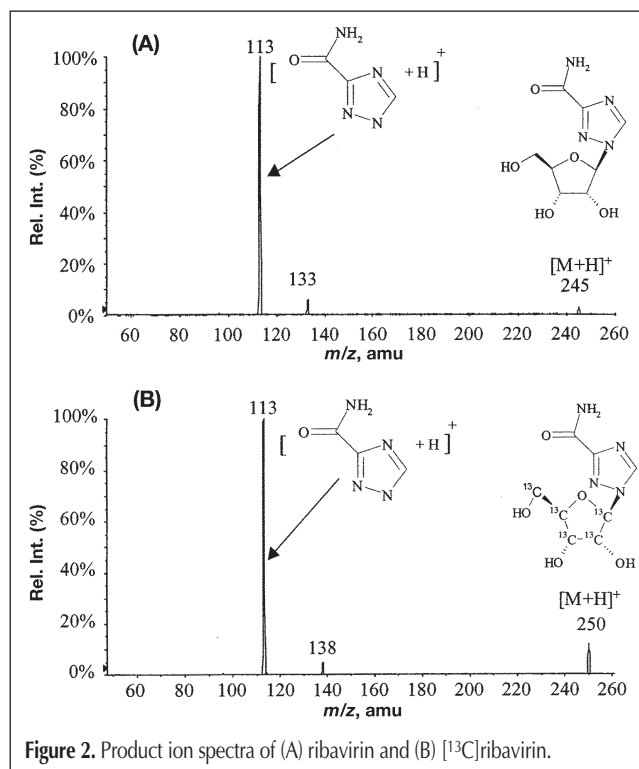 (A)
113
[ NH₂ O N N N + H ]⁺
NH₂
O
N
N
N
O
HO
HO
OH
133
[M+H]⁺
245
Rel. Int. (%)
100%
80%
60%
40%
20%
0%
60 80 100 120 140 160 180 200 220 240 260
m/z, amu
(B)
113
[ NH₂ O N N N + H ]⁺
NH₂
O
N
N
N
¹³C
O
HO
¹³C
¹³C
¹³C
¹³C
HO
OH
138
[M+H]⁺
250
Rel. Int. (%)
100%
80%
60%
40%
20%
0%
60 80 100 120 140 160 180 200 220 240 260
m/z, amu
Figure 2. Product ion spectra of (A) ribavirin and (B) [¹³C]ribavirin.